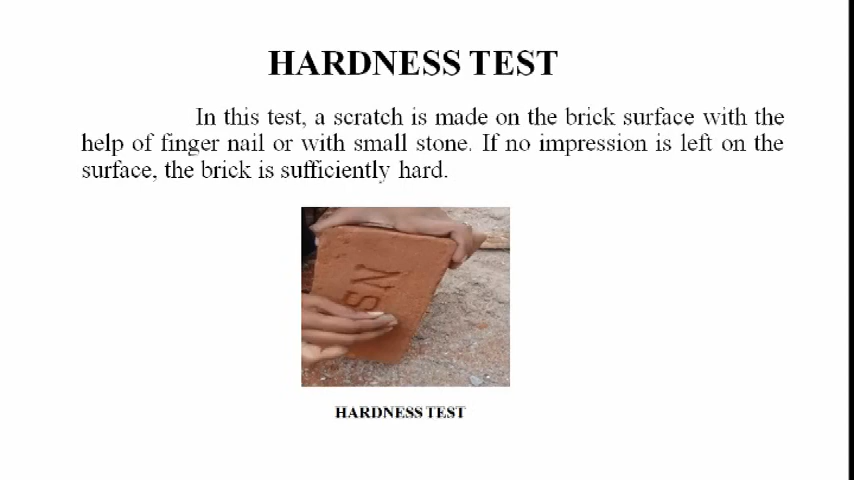 HARDNESS TEST
In this test, a scratch is made on the brick surface with the
help of finger nail or with small stone. If no impression is left on the
surface, the brick is sufficiently hard.
SN
HARDNESS TEST